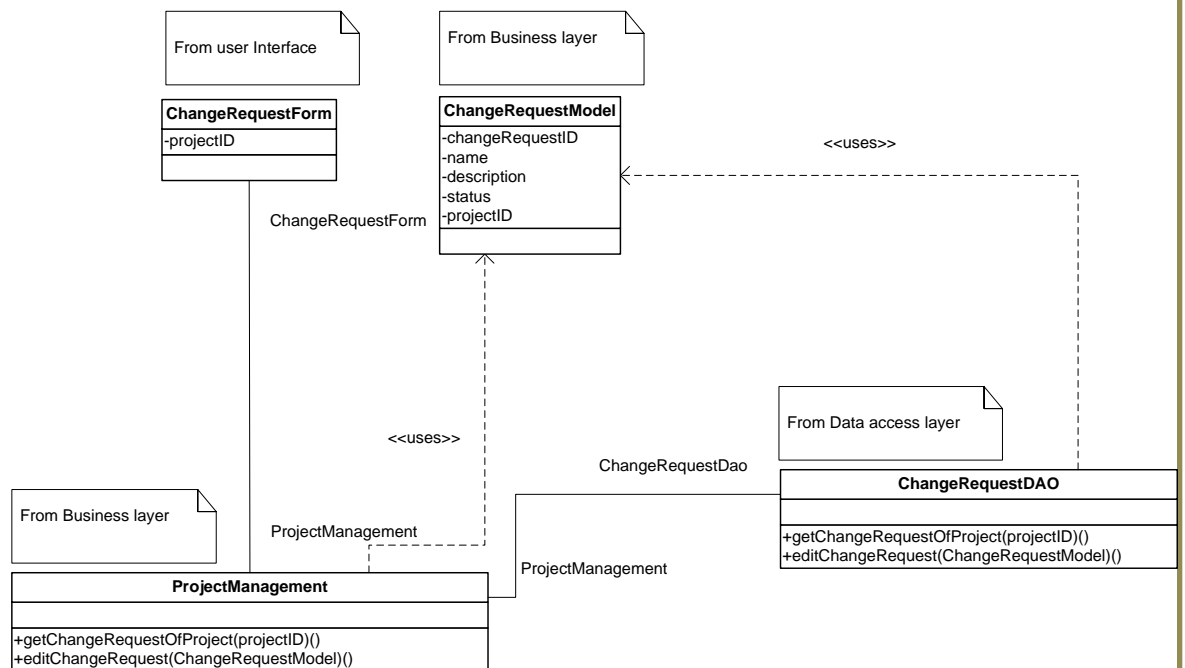 From user Interface
From Business layer
ChangeRequestForm
-projectID
ChangeRequestModel
-changeRequestID
-name
-description
-status
-projectID
<<uses>>
ChangeRequestForm
<<uses>>
From Data access layer
ChangeRequestDao
ChangeRequestDAO
+getChangeRequestOfProject(projectID)()
+editChangeRequest(ChangeRequestModel)()
From Business layer
ProjectManagement
ProjectManagement
ProjectManagement
+getChangeRequestOfProject(projectID)()
+editChangeRequest(ChangeRequestModel)()